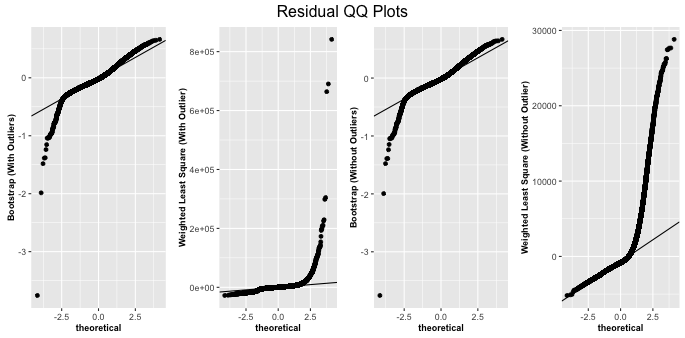 Residual QQ Plots
Bootstrap (With Outliers)
0
-1
-2
-3
-2.5
0.0
2.5
theoretical
Weighted Least Square (With Outlier)
8e+05
6e+05
4e+05
2e+05
0e+00
-2.5
0.0
2.5
theoretical
Bootstrap (Without Outliers)
0
-1
-2
-3
-2.5
0.0
2.5
theoretical
Weighted Least Square (Without Outlier)
30000
20000
10000
0
-2.5
0.0
2.5
theoretical